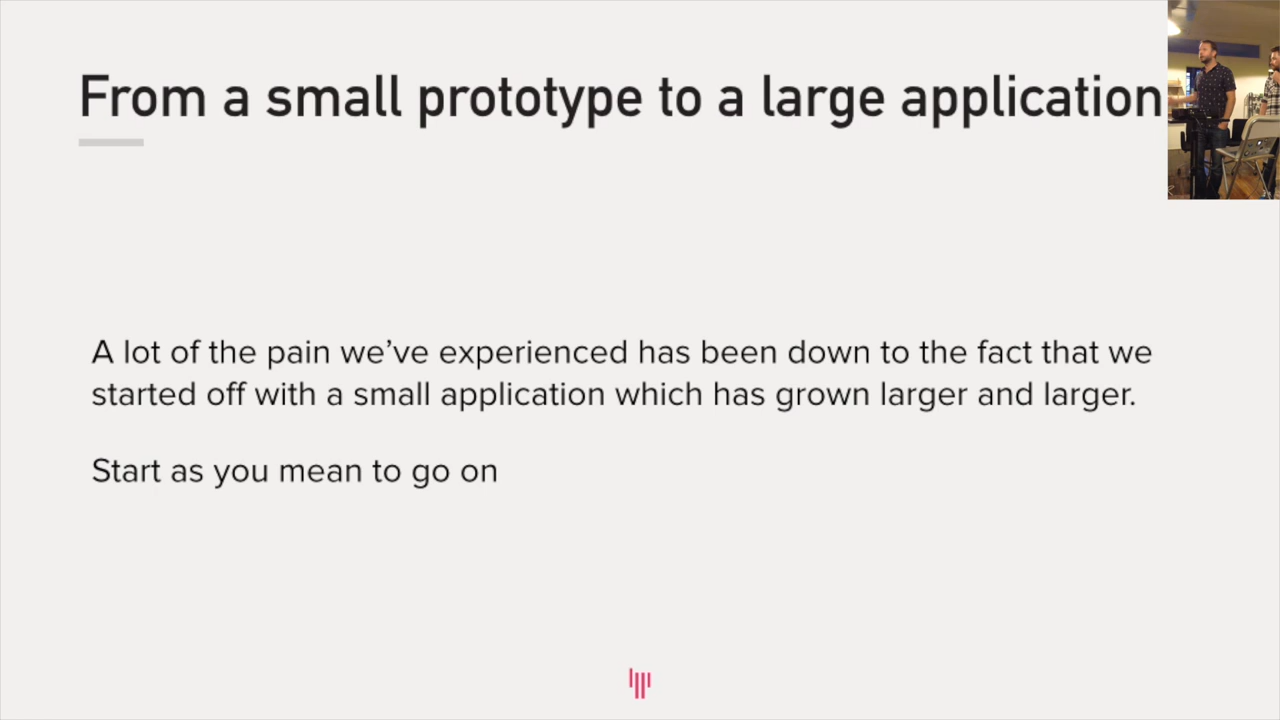 From a small prototype to a large application
A lot of the pain we’ve experienced has been down to the fact that we
started off with a small application which has grown larger and larger.
Start as you mean to go on